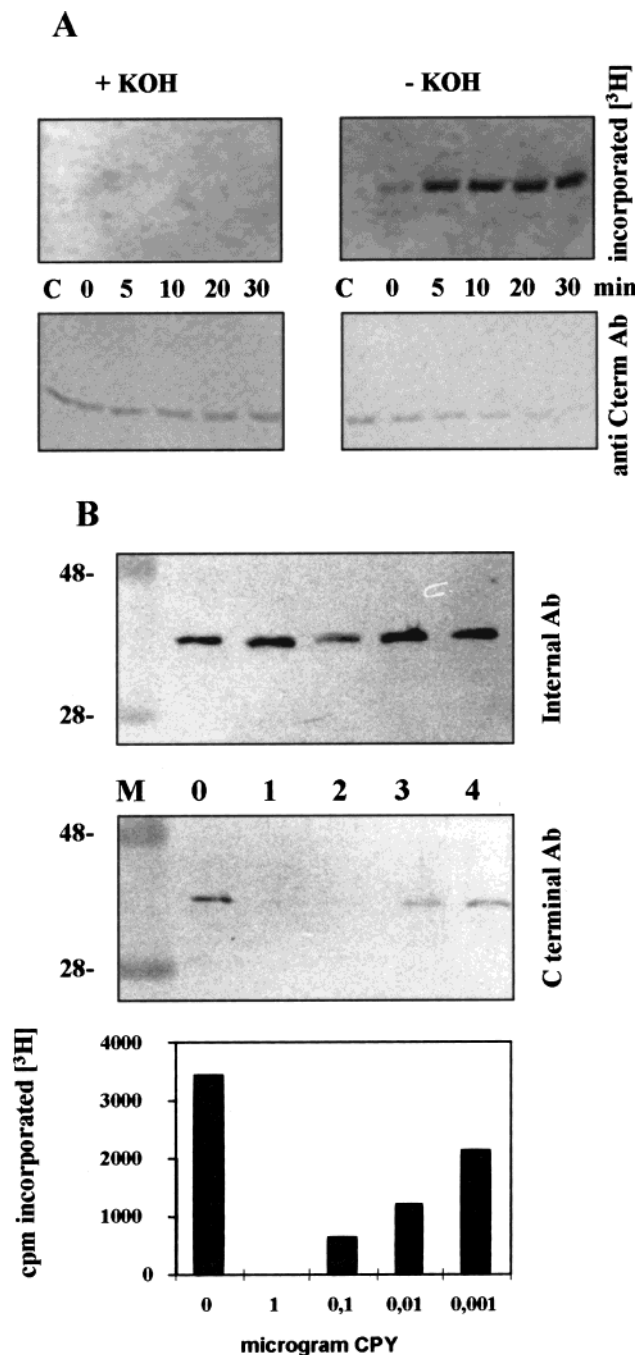 A
+ KOH
- KOH
incorporated [³H]
C 0 5 10 20 30
C 0 5 10 20 30 min
anti Cterm Ab
B
48-
28-
Internal Ab
M 0 1 2 3 4
48-
28-
C terminal Ab
cpm incorporated [³H]
4000
3000
2000
1000
0
0 1 0,1 0,01 0,001
microgram CPY